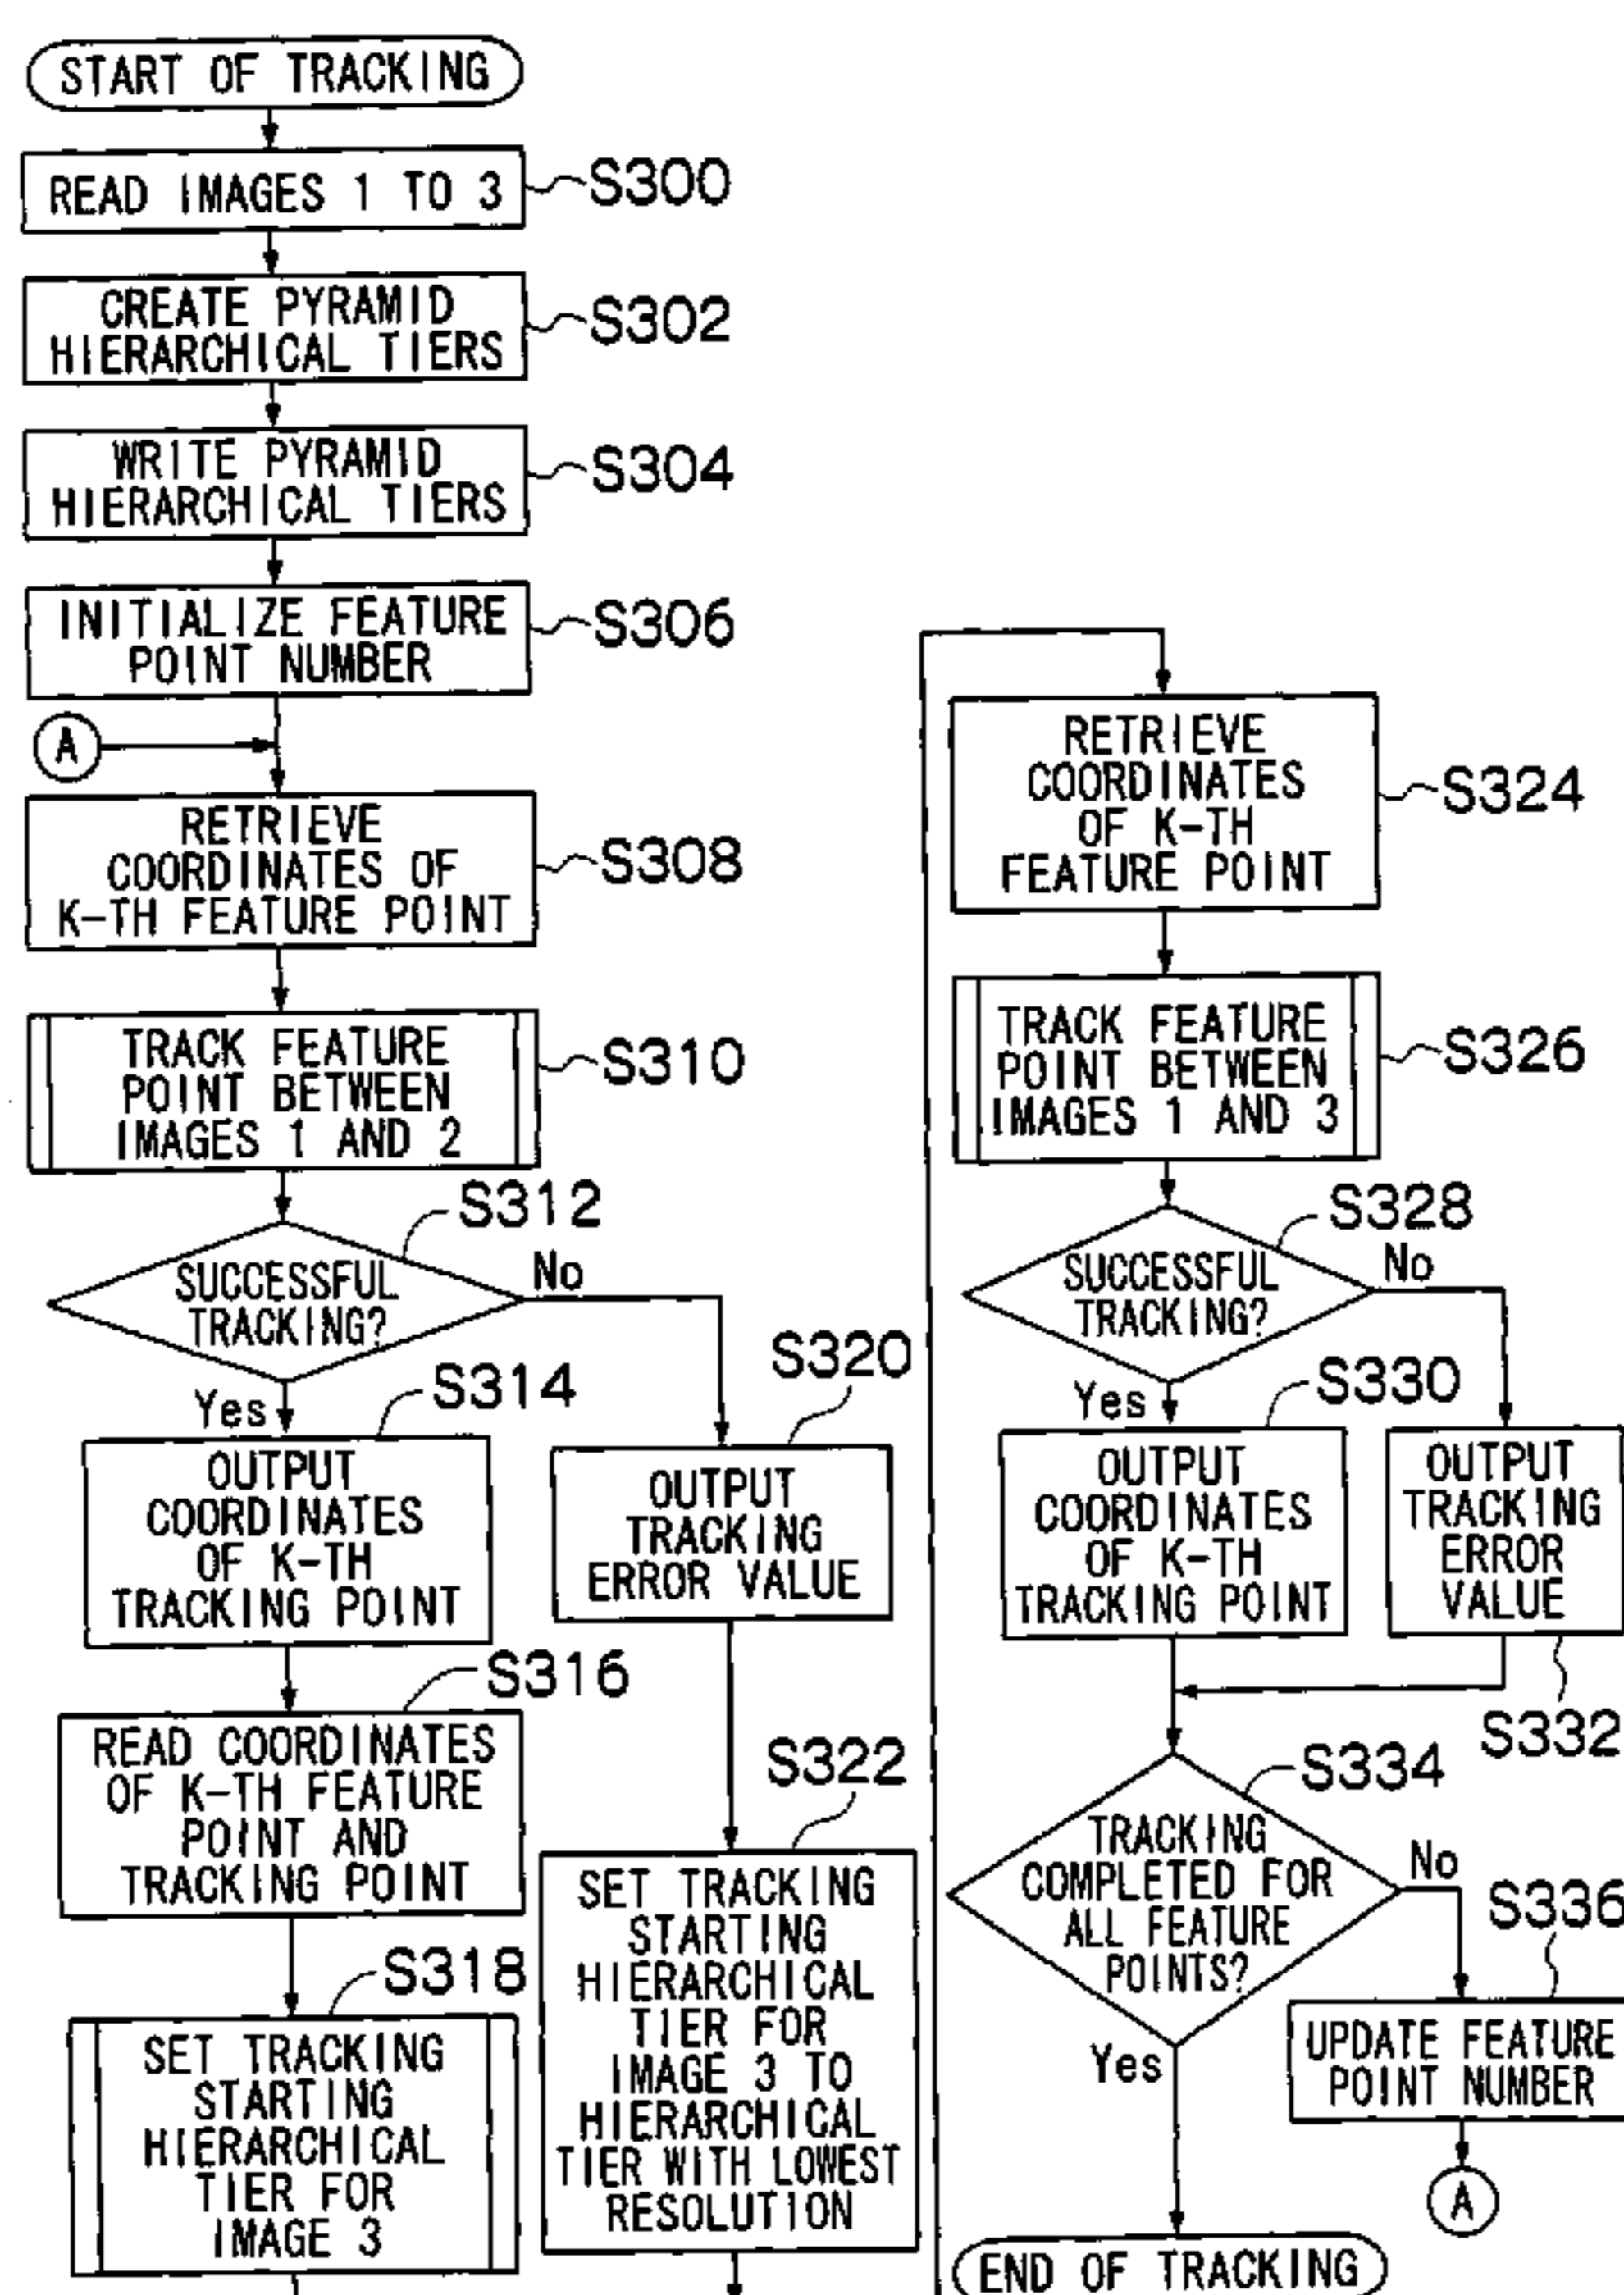 START OF TRACKING
READ IMAGES 1 TO 3
S300
CREATE PYRAMID
HIERARCHICAL TIERS
S302
WRITE PYRAMID
HIERARCHICAL TIERS
S304
INITIALIZE FEATURE
POINT NUMBER
S306
A
RETRIEVE
COORDINATES OF
K-TH FEATURE POINT
S308
TRACK FEATURE
POINT BETWEEN
IMAGES 1 AND 2
S310
S312
SUCCESSFUL
TRACKING?
No
Yes
S314
OUTPUT
COORDINATES
OF K-TH
TRACKING POINT
S316
READ COORDINATES
OF K-TH FEATURE
POINT AND
TRACKING POINT
S318
SET TRACKING
STARTING
HIERARCHICAL
TIER FOR
IMAGE 3
S320
OUTPUT
TRACKING
ERROR VALUE
S322
SET TRACKING
STARTING
HIERARCHICAL
TIER FOR
IMAGE 3 TO
HIERARCHICAL
TIER WITH LOWEST
RESOLUTION
RETRIEVE
COORDINATES
OF K-TH
FEATURE POINT
S324
TRACK FEATURE
POINT BETWEEN
IMAGES 1 AND 3
S326
S328
SUCCESSFUL
TRACKING?
No
Yes
S330
OUTPUT
COORDINATES
OF K-TH
TRACKING POINT
OUTPUT
TRACKING
ERROR
VALUE
S332
S334
TRACKING
COMPLETED FOR
ALL FEATURE
POINTS?
No
Yes
S336
UPDATE FEATURE
POINT NUMBER
A
END OF TRACKING